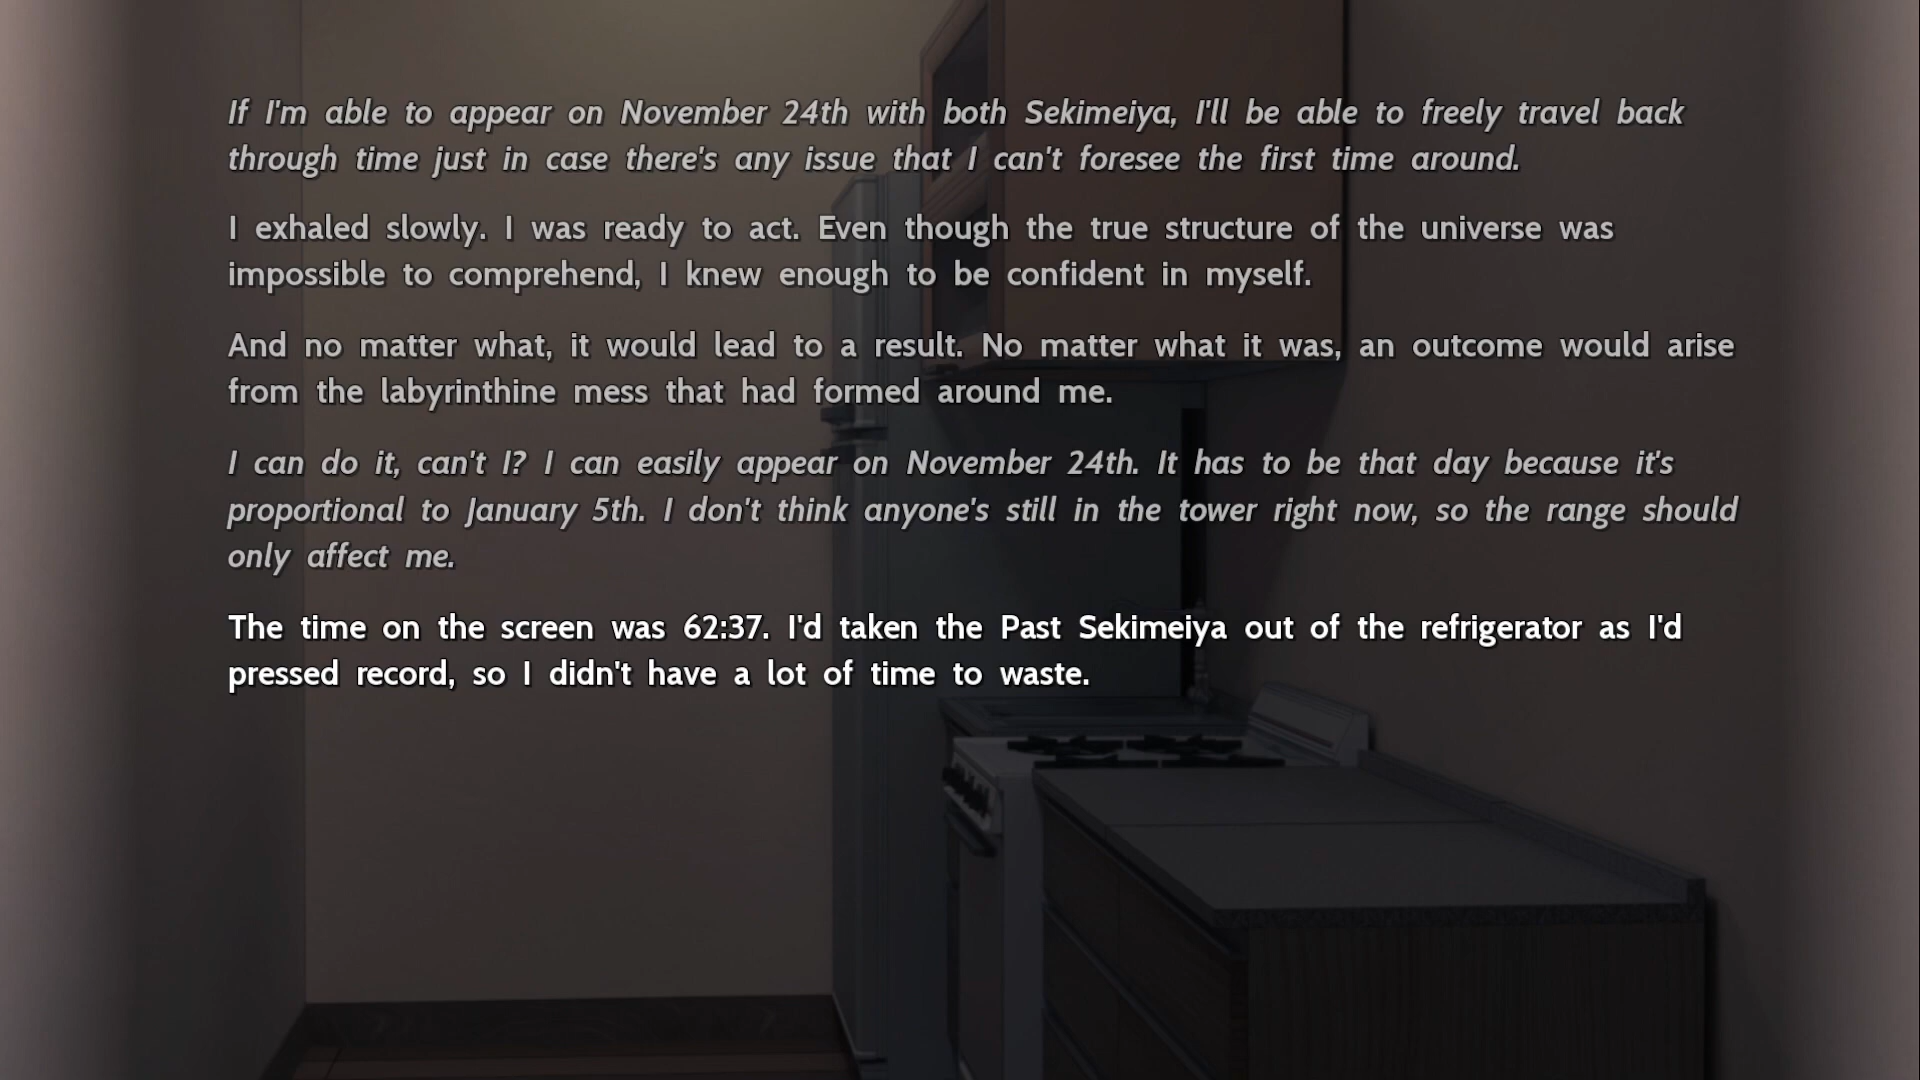 If I'm able to appear on November 24th with both Sekimeiya, I'll be able to freely travel back
through time just in case there's any issue that I can't foresee the first time around.
I exhaled slowly. I was ready to act. Even though the true structure of the universe was
impossible to comprehend, I knew enough to be confident in myself.
And no matter what, it would lead to a result. No matter what it was, an outcome would arise
from the labyrinthine mess that had formed around me.
I can do it, can't I? I can easily appear on November 24th. It has to be that day because it's
proportional to January 5th. I don't think anyone's still in the tower right now, so the range should
only affect me.
The time on the screen was 62:37. I'd taken the Past Sekimeiya out of the refrigerator as I'd
pressed record, so I didn't have a lot of time to waste.